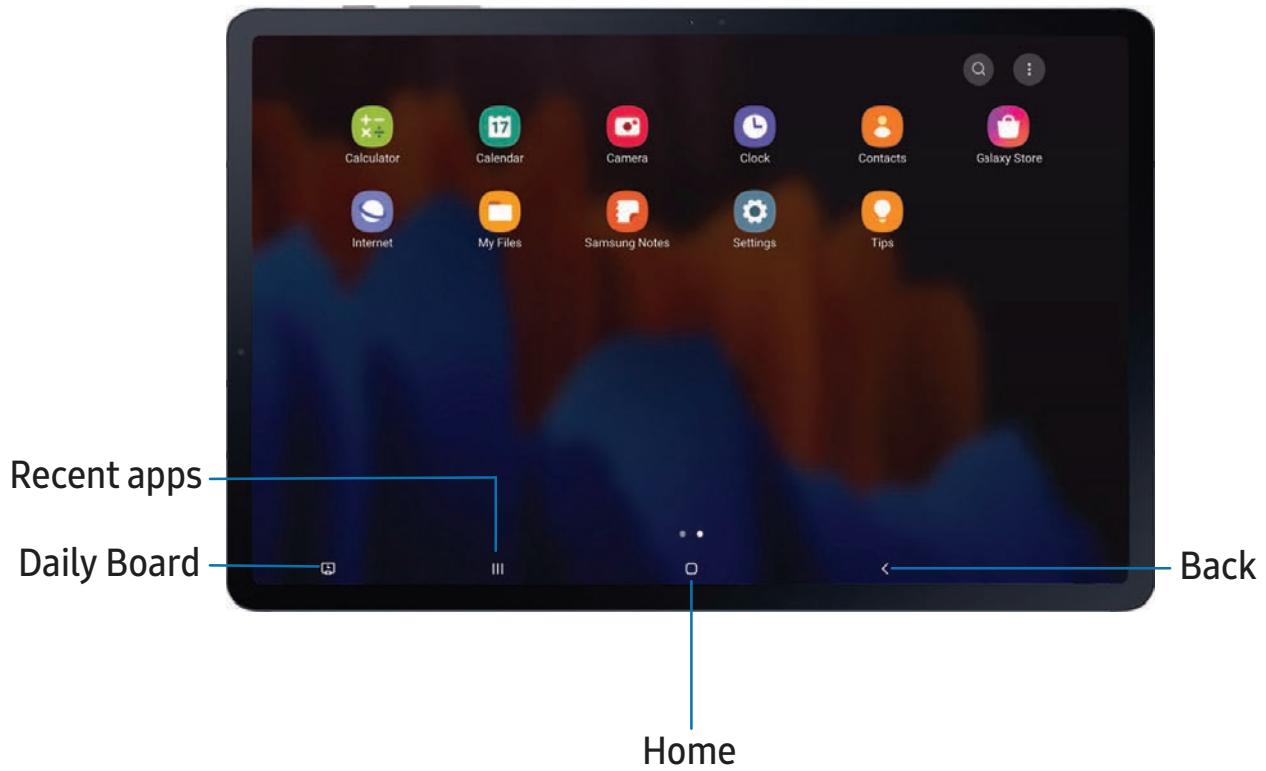 Calculator
Calendar
17
Camera
Clock
Contacts
Galaxy Store
Internet
My Files
Samsung Notes
Settings
Tips
Recent apps
Daily Board
Back
Home